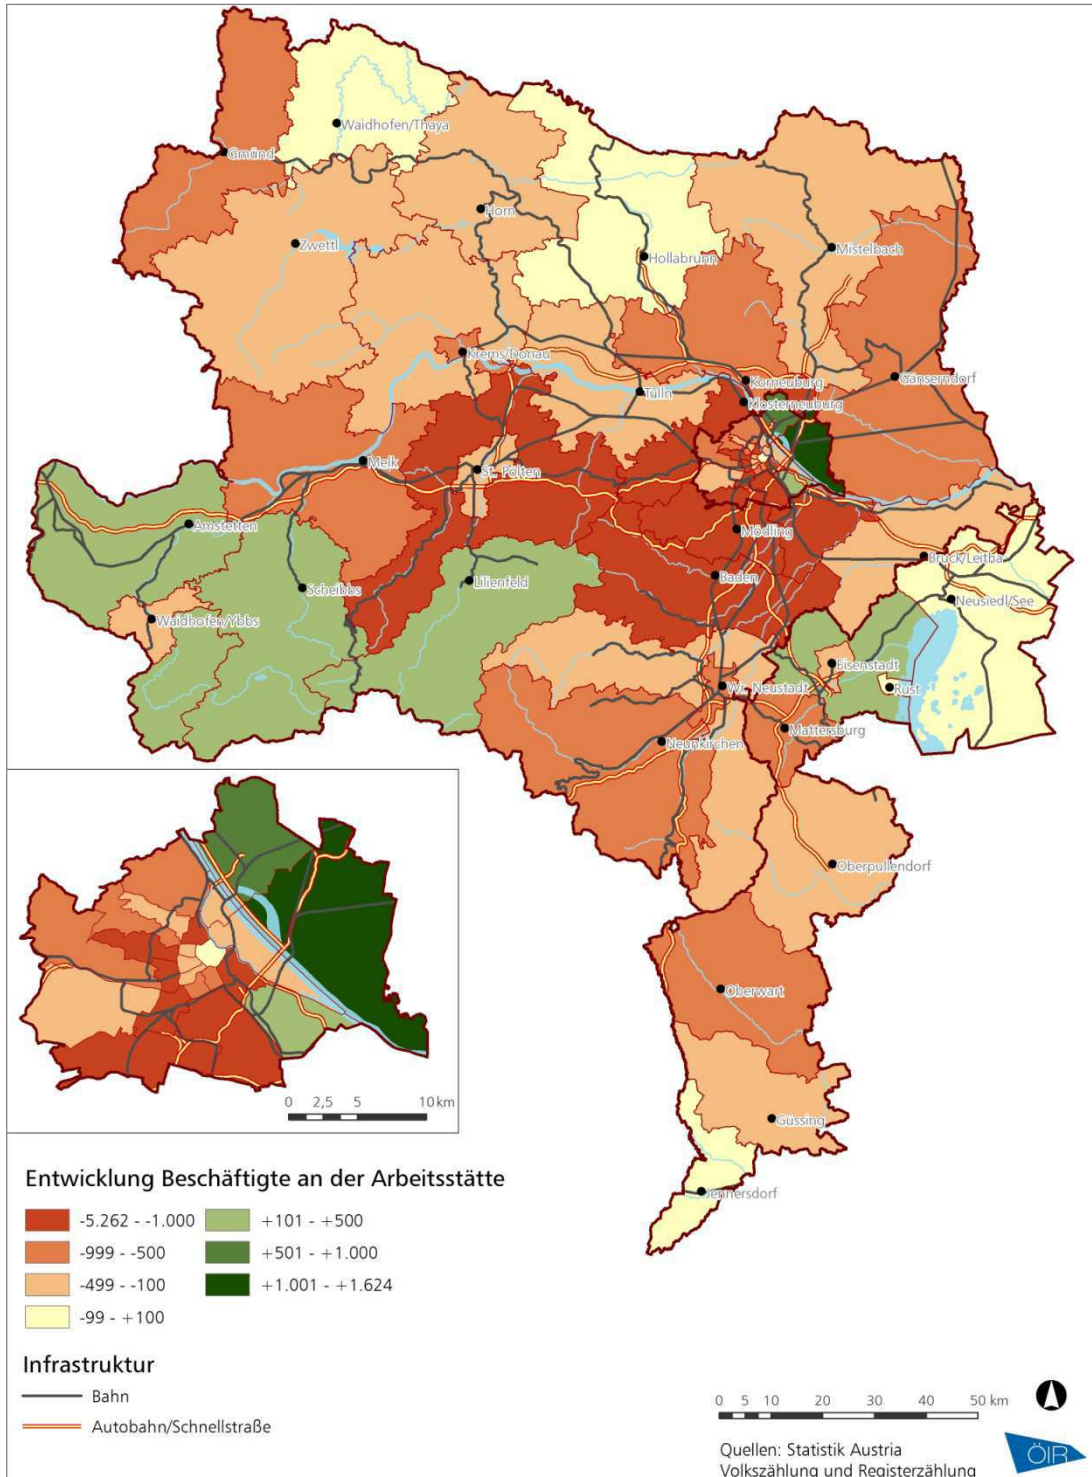 Waidhofen/Thaya
Gmünd
Horn
Zwettl
Mistelbach
Hollabrunn
Krems/Donau
Korneuburg
Gänserndorf
Tulln
Klosterneuburg
Melk
St. Pölten
Amstetten
Mödling
Bruck/Leitha
Lilienfeld
Baden
Scheibbs
Neusiedl/See
Waidhofen/Ybbs
Eisenstadt
Wr. Neustadt
Rust
Mattersburg
Neunkirchen
Oberpullendorf
Oberwart
Güssing
Jennersdorf
0 2,5 5 10 km
Entwicklung Beschäftigte an der Arbeitsstätte
-5.262 - -1.000 +101 - +500
-999 - -500 +501 - +1.000
-499 - -100 +1.001 - +1.624
-99 - +100
Infrastruktur
Bahn
Autobahn/Schnellstraße
0 5 10 20 30 40 50 km
Quellen: Statistik Austria
Volkszählung und Registerzählung
ÖIR